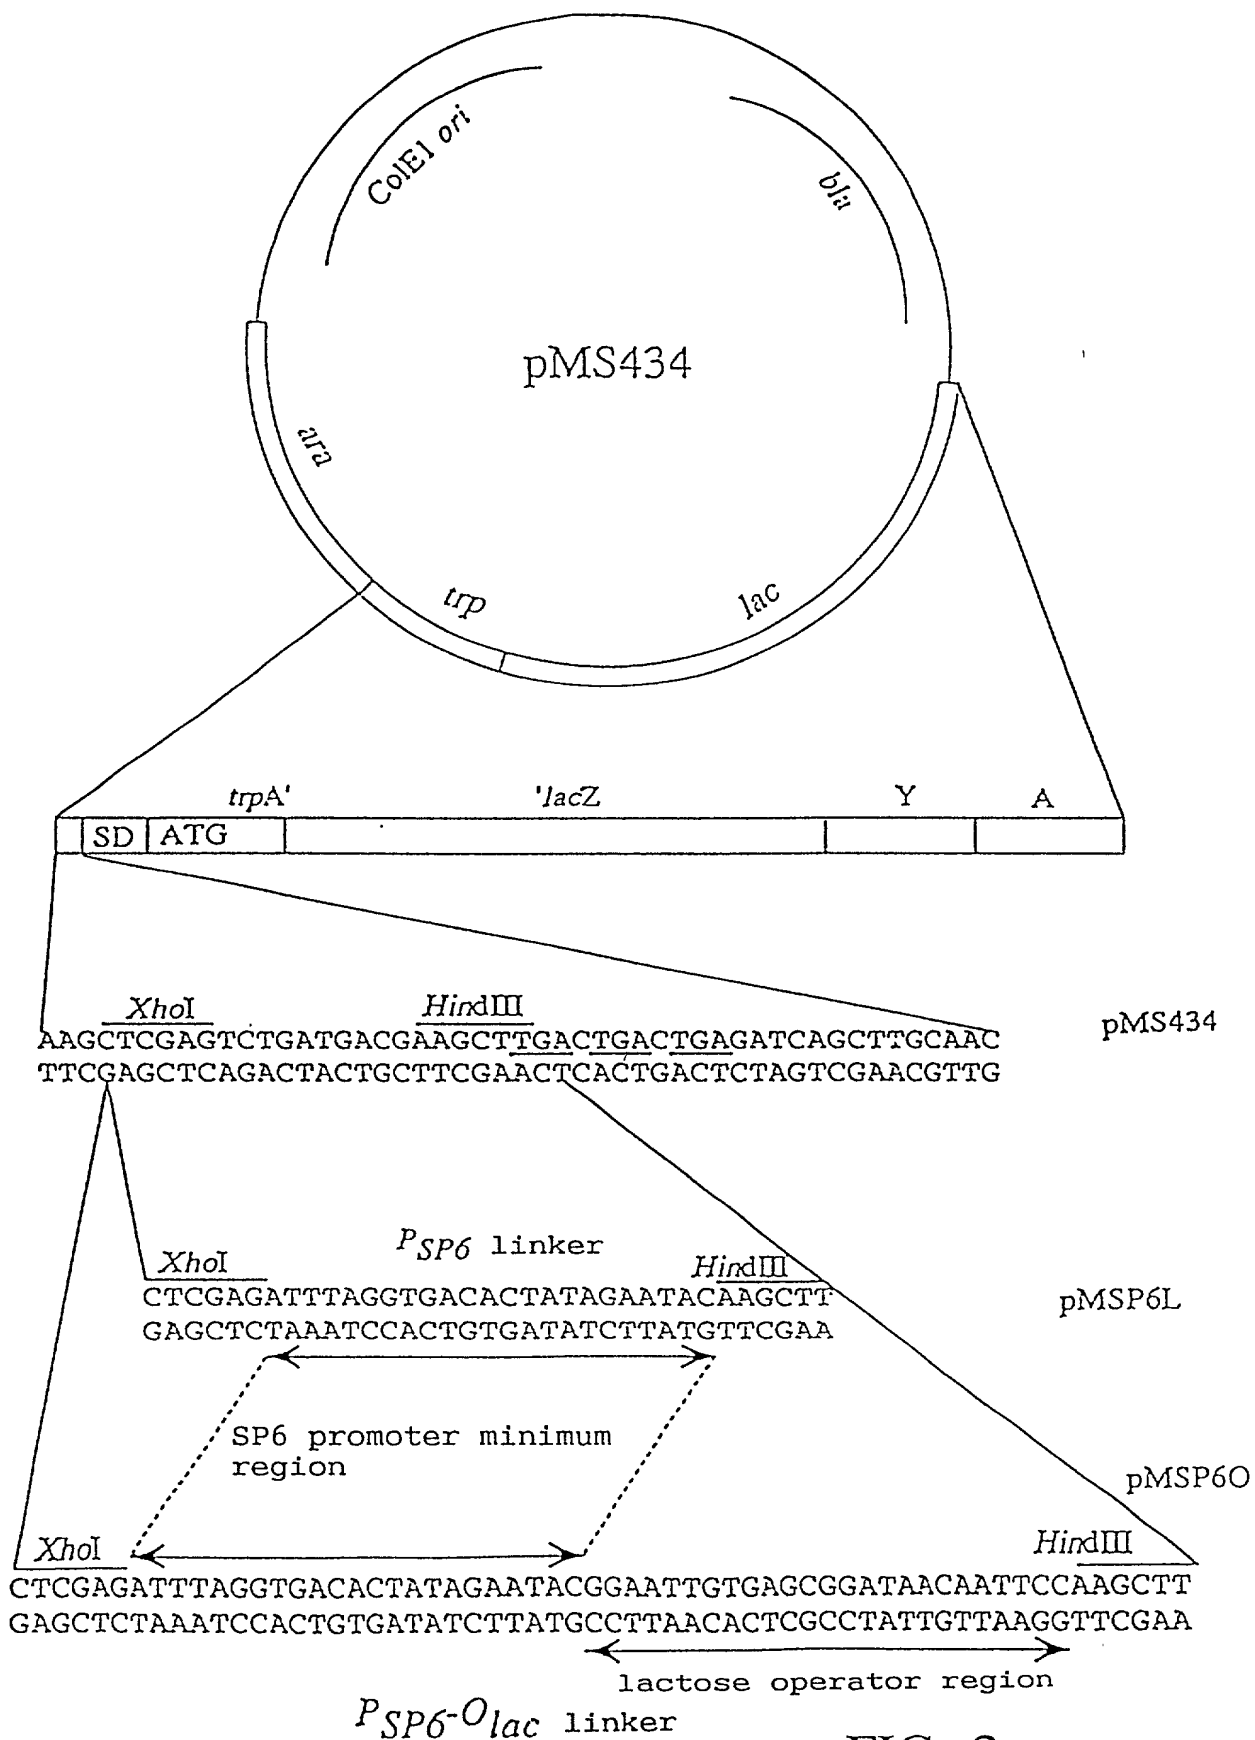 ColE1 ori
bla
pMS434
ara
trp
lac
trpA' 'lacZ Y A
SD ATG
XhoI HindIII
AAGCTCGAGTCTGATGACGAAGCTTGACTGACTGAGATCAGCTTGCAAC
pMS434
TTCGAGCTCAGACTACTGCTTCGAACTCACTGACTCTAGTCGAACGTTG
PSP6 linker
XhoI HindIII
CTCGAGATTTAGGTGACACTATAGAATACAAGCTT
pMSP6L
GAGCTCTAAATCCACTGTGATATCTTATGTTCGAA
SP6 promoter minimum
region
pMSP6O
XhoI HindIII
CTCGAGATTTAGGTGACACTATAGAATACGGAATTGTGAGCGGATAACAATTCCAAGCTT
GAGCTCTAAATCCACTGTGATATCTTATGCCTTAACACTCGCCTATTGTTAAGGTTCGAA
lactose operator region
PSP6-Olac linker